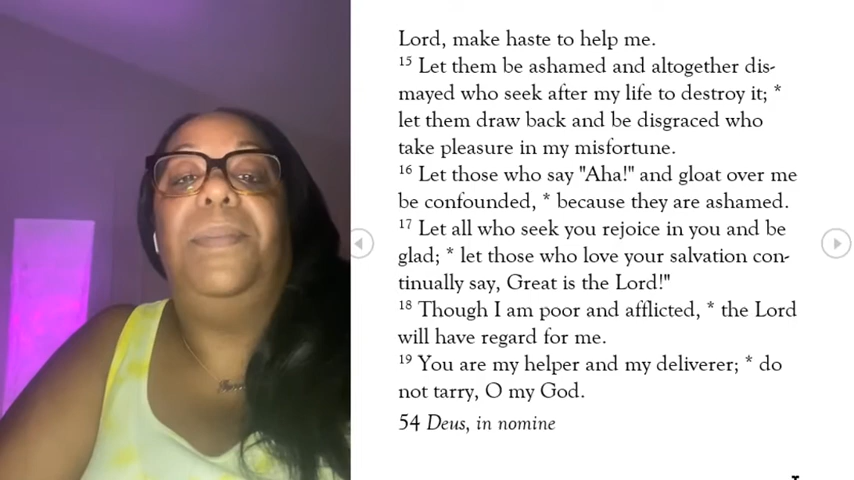 Lord, make haste to help me.
15 Let them be ashamed and altogether dis-
mayed who seek after my life to destroy it; *
let them draw back and be disgraced who
take pleasure in my misfortune.
16 Let those who say "Aha!" and gloat over me
be confounded, * because they are ashamed.
17 Let all who seek you rejoice in you and be
glad; * let those who love your salvation con-
tinually say, Great is the Lord!"
18 Though I am poor and afflicted, * the Lord
will have regard for me.
19 You are my helper and my deliverer; * do
not tarry, O my God.
54 Deus, in nomine